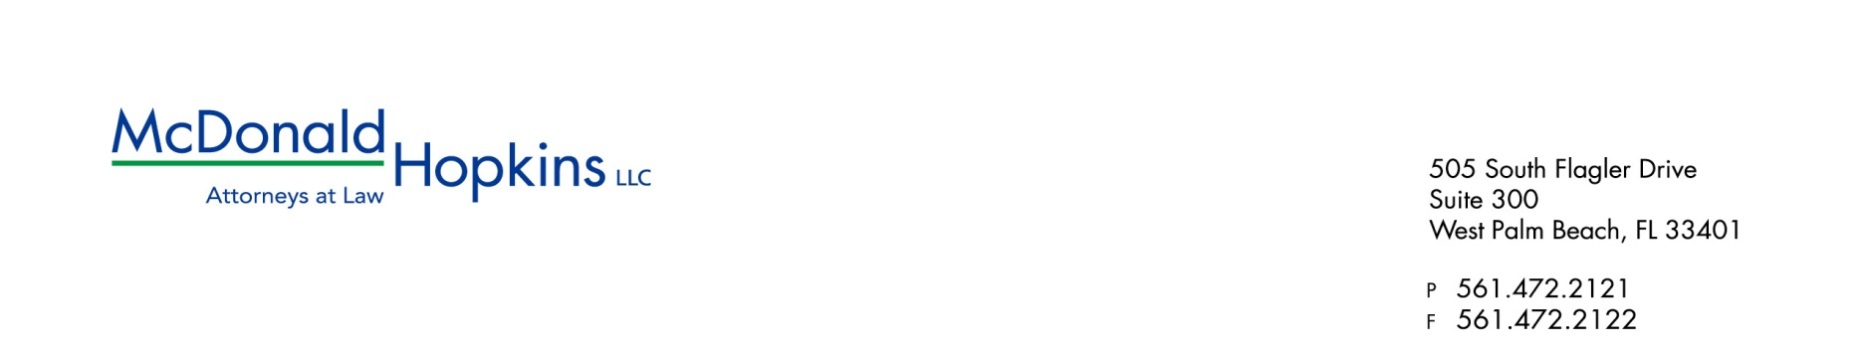 McDonald
Hopkins LLC
Attorneys at Law
505 South Flagler Drive
Suite 300
West Palm Beach, FL 33401
P 561.472.2121
F 561.472.2122